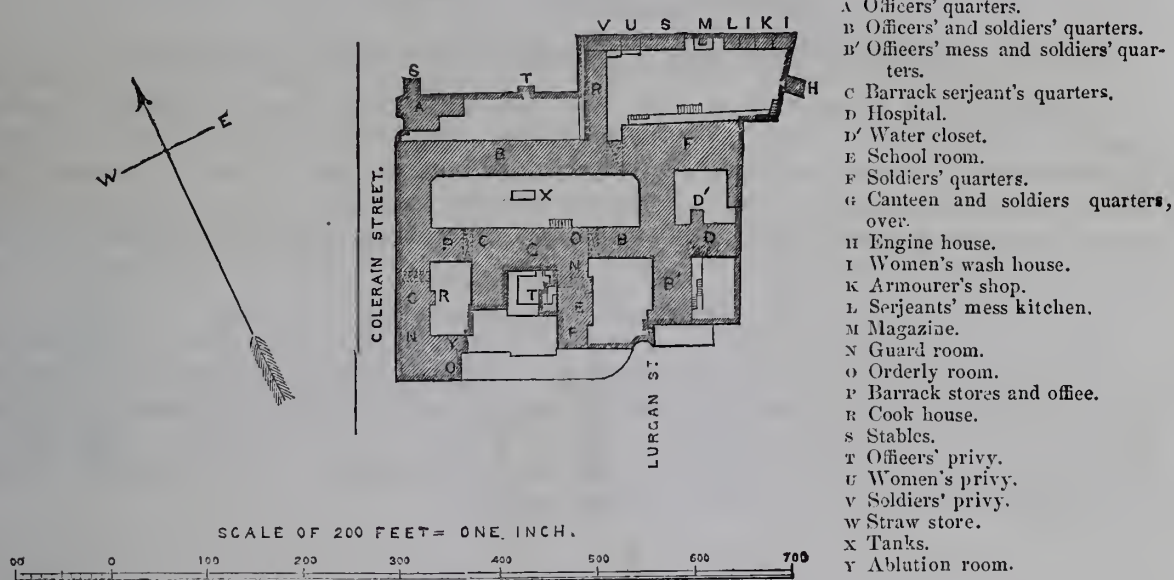 V U S M L I K I
S
T
H
A
R
E
W
B
F
X
D'
P C O B D
C N
G R T B'
N E
Y F
O
COLERAIN STREET.
LURGAN ST
SCALE OF 200 FEET= ONE INCH.
00 0 100 200 300 400 500 600 700
A Officers' quarters.
B Officers' and soldiers' quarters.
B' Officers' mess and soldiers' quar-
ters.
C Barrack serjeant's quarters.
D Hospital.
D' Water closet.
E School room.
F Soldiers' quarters.
G Canteen and soldiers quarters,
over.
H Engine house.
I Women's wash house.
K Armourer's shop.
L Serjeants' mess kitchen.
M Magazine.
N Guard room.
O Orderly room.
P Barrack stores and office.
R Cook house.
S Stables.
T Officers' privy.
U Women's privy.
V Soldiers' privy.
W Straw store.
X Tanks.
Y Ablution room.